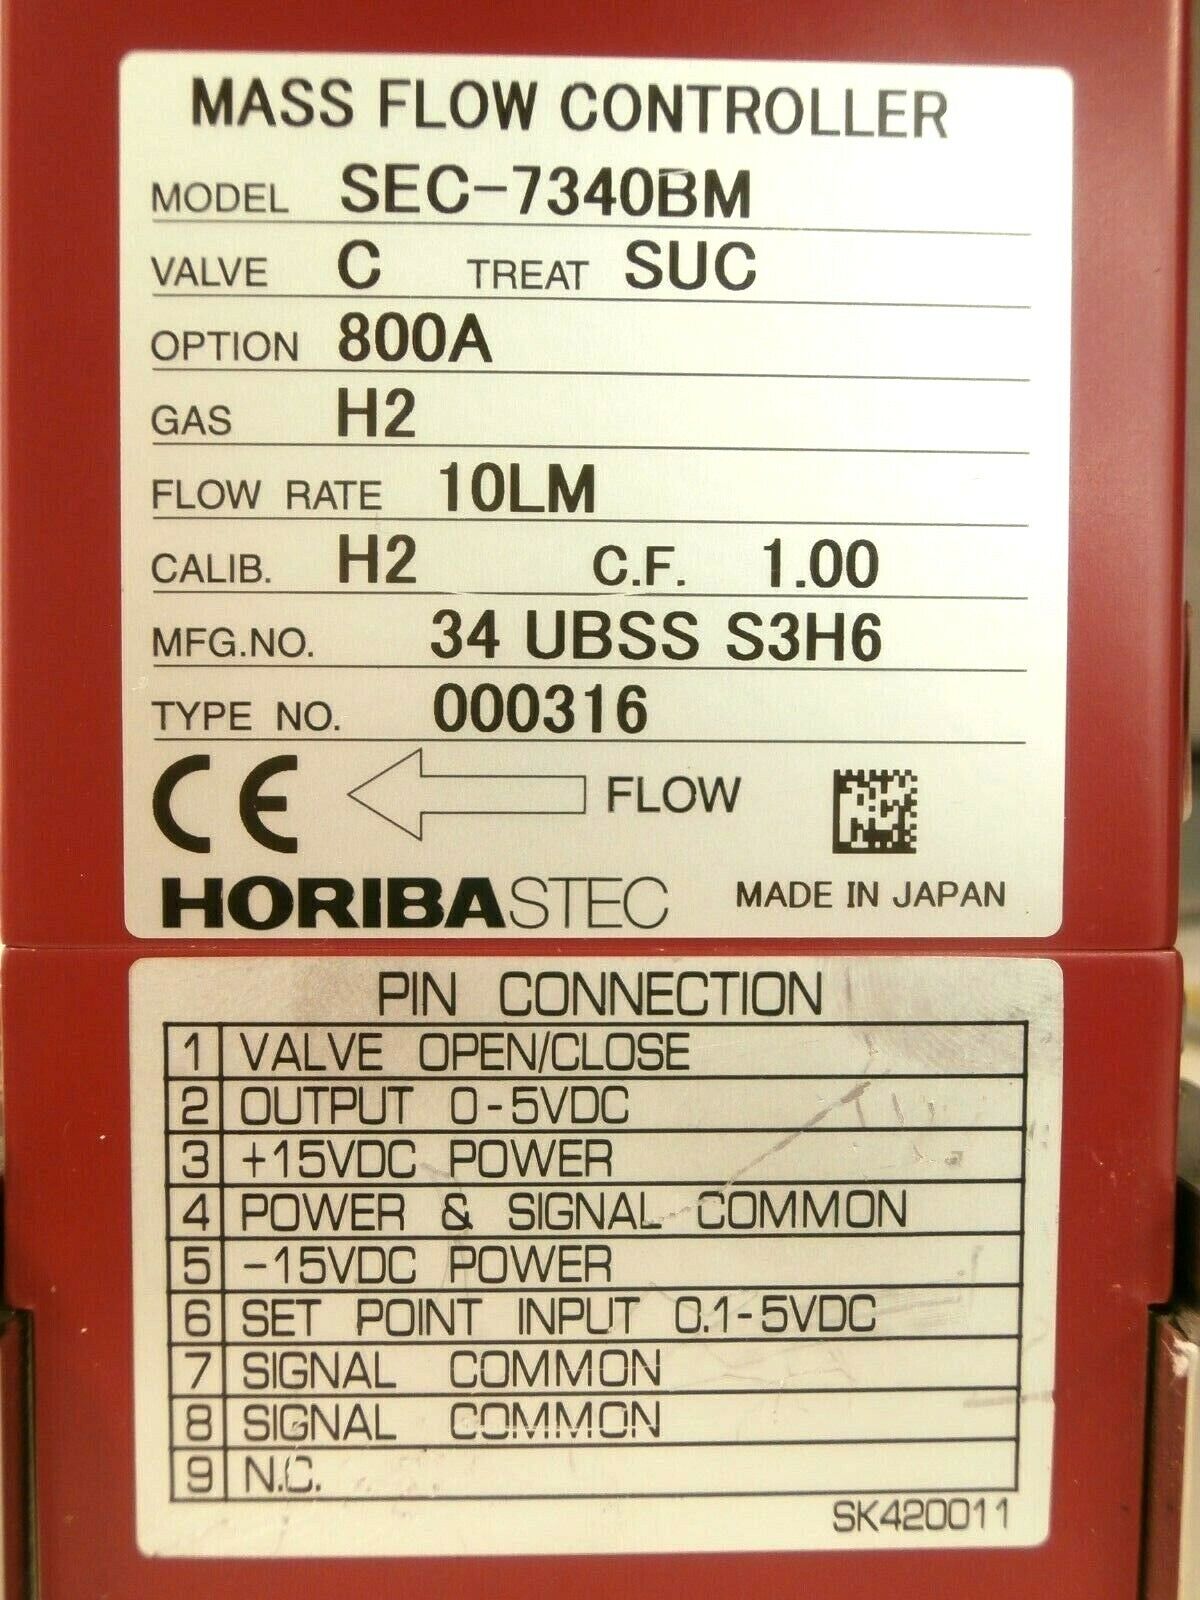 MASS FLOW CONTROLLER
MODEL SEC-7340BM
VALVE C TREAT SUC
OPTION 800A
GAS H2
FLOW RATE 10LM
CALIB. H2 C.F. 1.00
MFG.NO. 34 UBSS S3H6
TYPE NO. 000316
CE FLOW
HORIBASTEC MADE IN JAPAN
PIN CONNECTION
1 VALVE OPEN/CLOSE
2 OUTPUT 0-5VDC
3 +15VDC POWER
4 POWER & SIGNAL COMMON
5 -15VDC POWER
6 SET POINT INPUT 0.1-5VDC
7 SIGNAL COMMON
8 SIGNAL COMMON
9 N.C.
SK420011